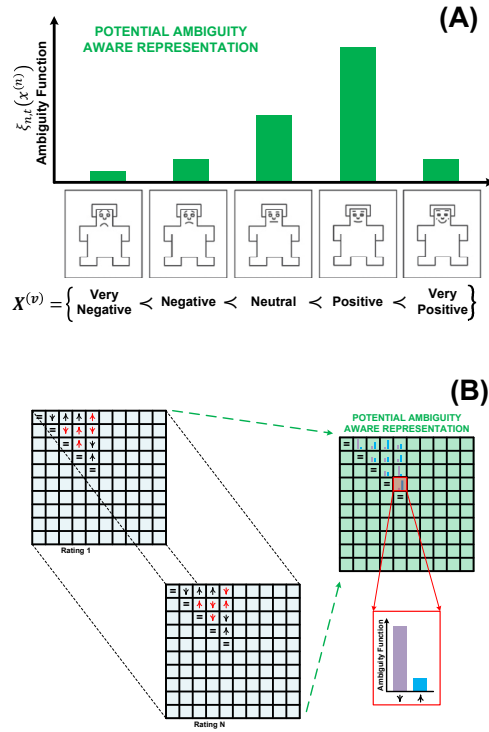 (A)
POTENTIAL AMBIGUITY
AWARE REPRESENTATION
ξ_{n,t}(x^{(n)})
Ambiguity Function
X^{(v)} = { Very Negative ≺ Negative ≺ Neutral ≺ Positive ≺ Very Positive }
(B)
POTENTIAL AMBIGUITY
AWARE REPRESENTATION
Rating 1
Rating N
Ambiguity Function